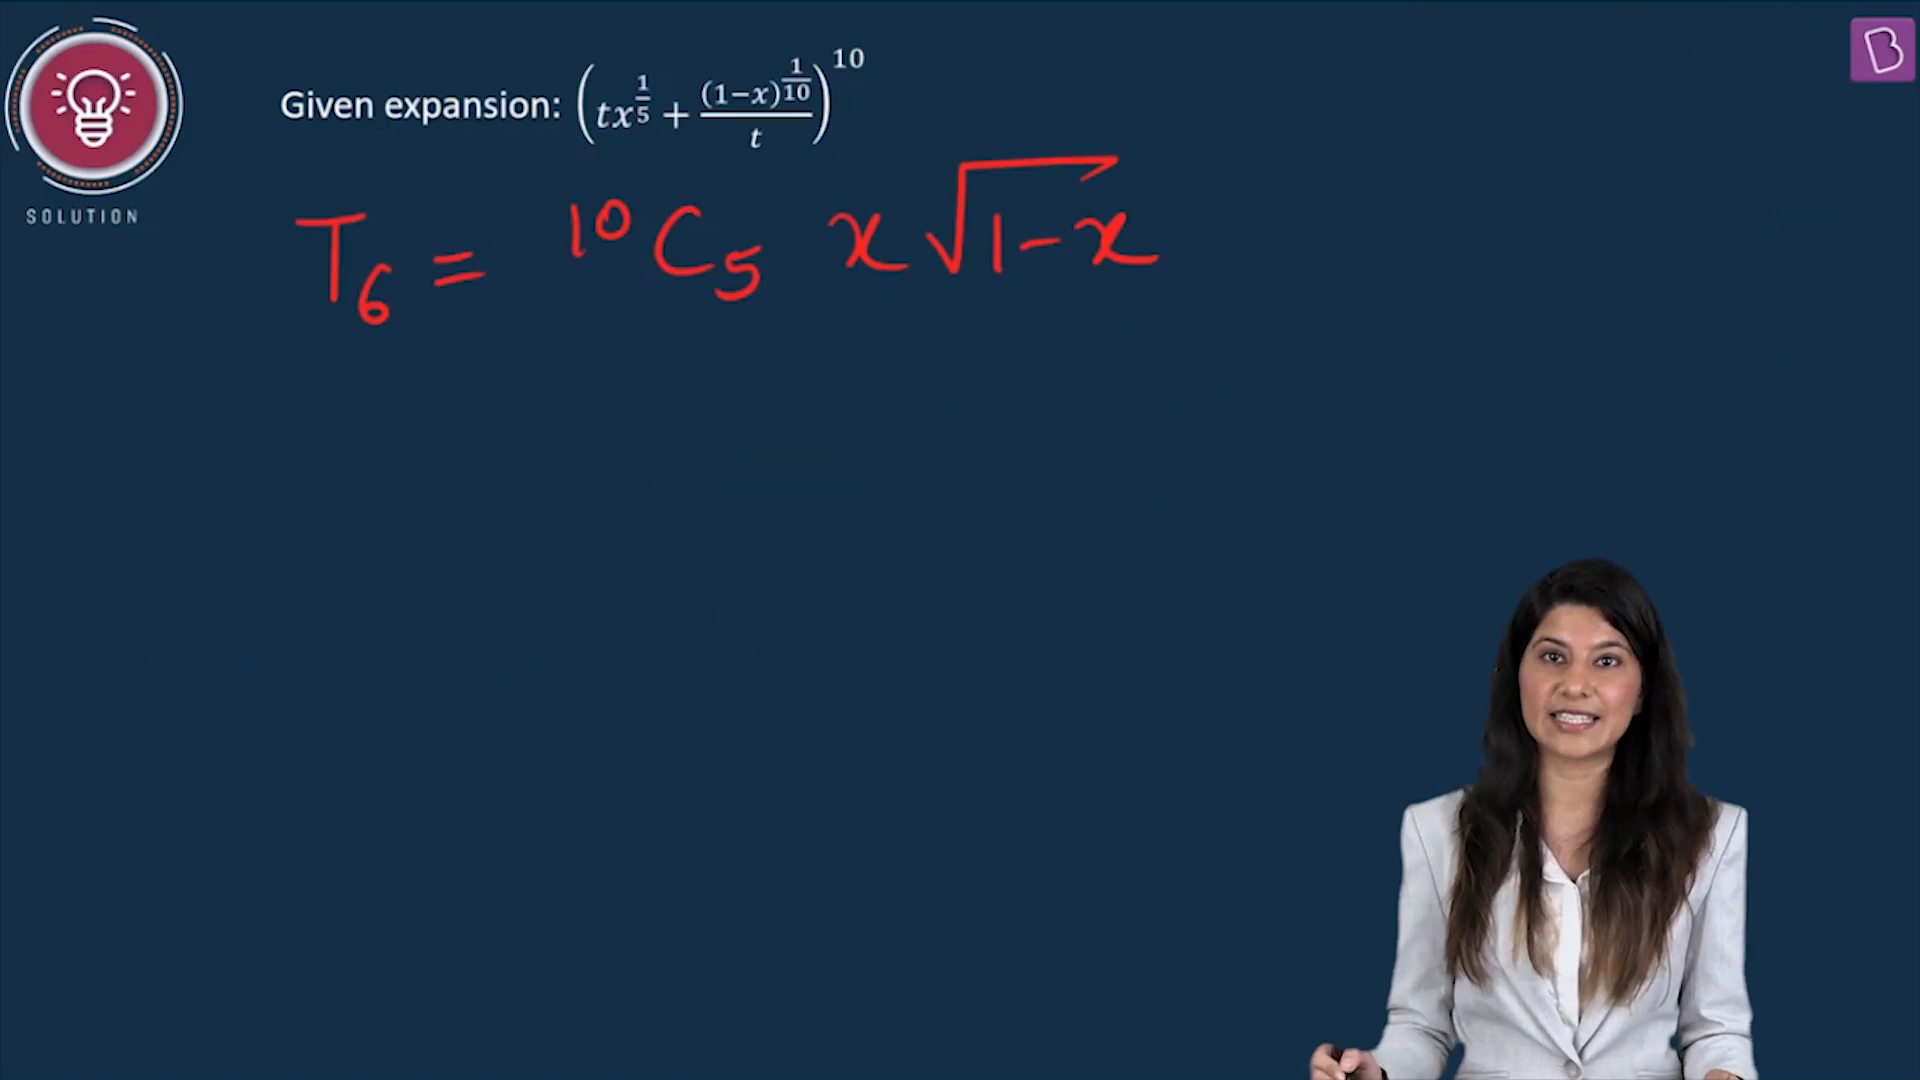 Given expansion: (tx^{1/5} + (1−x)^{1/10}/t)^{10}
SOLUTION
T₆ = ¹⁰C₅ x√(1−x)
B